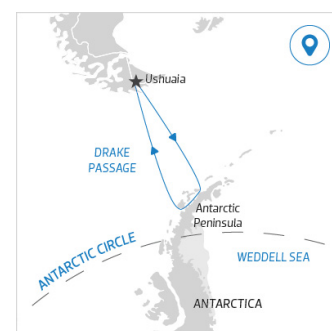 Ushuaia
DRAKE
PASSAGE
Antarctic
Peninsula
ANTARCTIC CIRCLE
WEDDELL SEA
ANTARCTICA